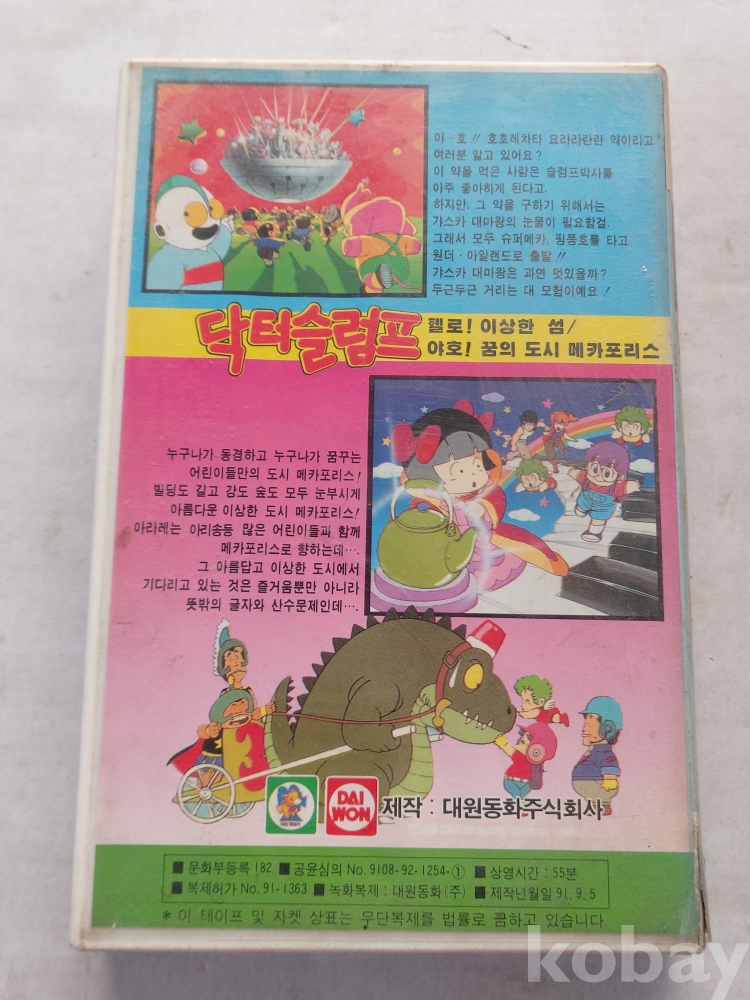 야-호!! 호호레차타 요라라란란 약이리고
여러분 알고 있어요?
이 약을 먹은 사람은 슬럼프박사를
아주 좋아하게 된다고.
하지만, 그 약을 구하기 위해서는
갸스카 대마왕의 눈물이 필요할걸.
그래서 모두 슈퍼메카, 핑퐁호를 타고
원더·아일랜드로 출발!!
갸스카 대마왕은 과연 멋있을까?
두근두근 거리는 대 모험이예요!
닥터슬럼프
헬로! 이상한 섬/
야호! 꿈의 도시 메카포리스
누구나가 동경하고 누구나가 꿈꾸는
어린이들만의 도시 메카포리스!
빌딩도 길고 강도 숲도 모두 눈부시게
아름다운 이상한 도시 메카포리스!
아라레는 아리송등 많은 어린이들과 함께
메카포리스로 향하는데….
그 아름답고 이상한 도시에서
기다리고 있는 것은 즐거움뿐만 아니라
뜻밖의 글자와 산수문제인데….
3
DAI
WON
제작 : 대원동화주식회사
■ 문화부등록 182 ■ 공윤심의 No. 9108-92-1254-① ■ 상영시간 : 55분
■ 복제허가 No. 91-1363 ■ 녹화복제 : 대원동화(주) ■ 제작년월일 91. 9. 5
* 이 테이프 및 자켓 상표는 무단복제를 법률로 금하고 있습니다.
kobay